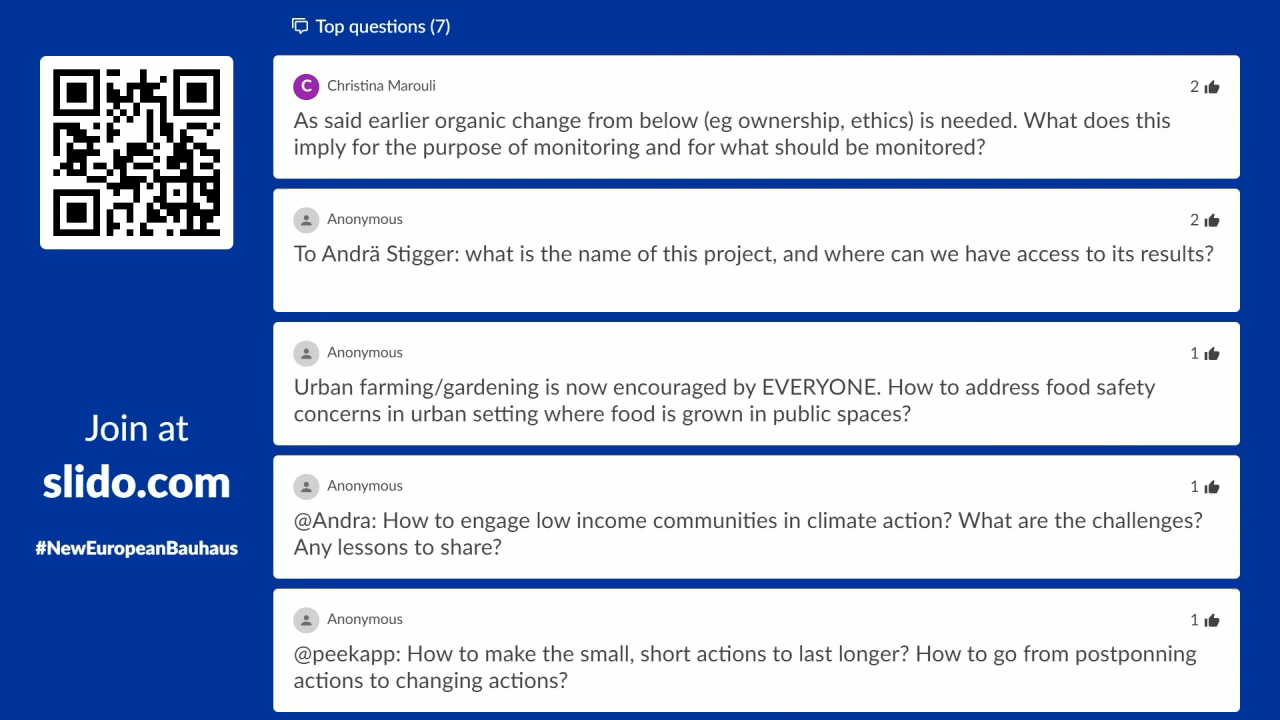 Top questions (7)
C
Christina Marouli
2
As said earlier organic change from below (eg ownership, ethics) is needed. What does this
imply for the purpose of monitoring and for what should be monitored?
Anonymous
2
To Andrä Stigger: what is the name of this project, and where can we have access to its results?
Anonymous
1
Urban farming/gardening is now encouraged by EVERYONE. How to address food safety
concerns in urban setting where food is grown in public spaces?
Anonymous
1
@Andra: How to engage low income communities in climate action? What are the challenges?
Any lessons to share?
Anonymous
1
@peekapp: How to make the small, short actions to last longer? How to go from postponning
actions to changing actions?
Join at
slido.com
#NewEuropeanBauhaus